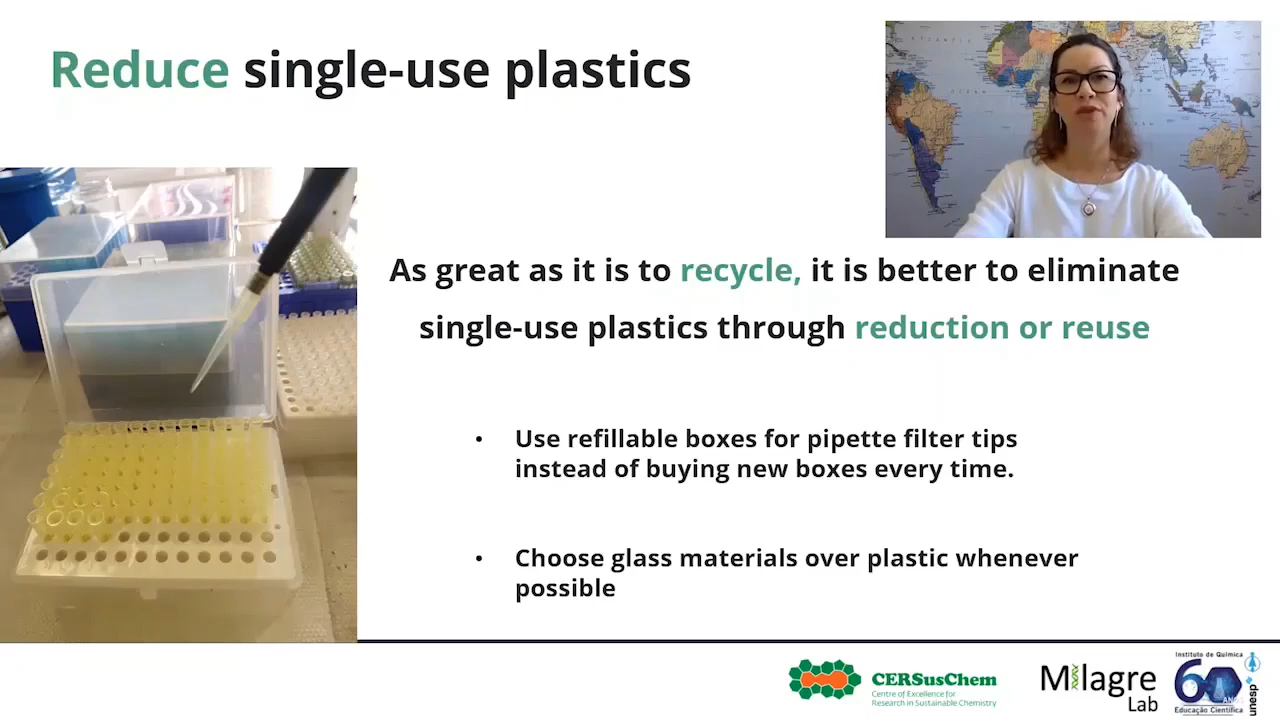 Reduce single-use plastics
As great as it is to recycle, it is better to eliminate
single-use plastics through reduction or reuse
• Use refillable boxes for pipette filter tips
instead of buying new boxes every time.
• Choose glass materials over plastic whenever
possible
CERSusChem
Centre of Excellence for
Research in Sustainable Chemistry
Milagre
Lab
Instituto de Química
60
ANOS
Educação Científica
unesp